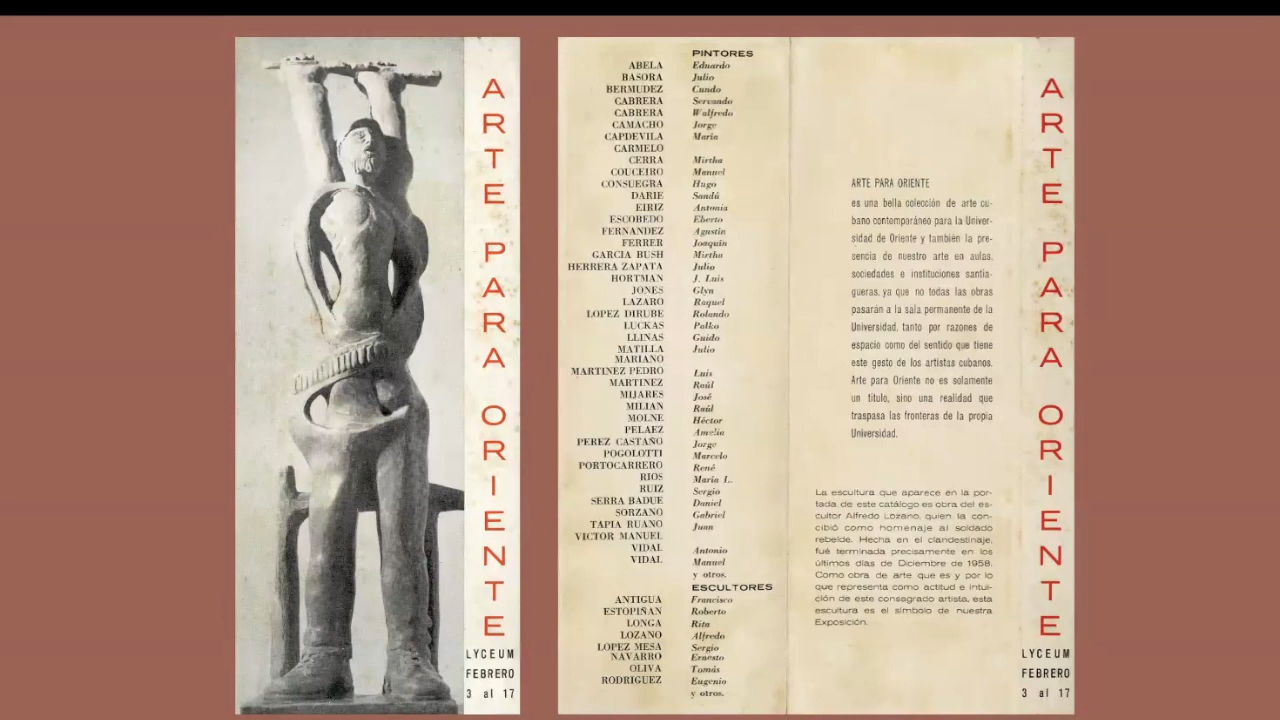 ARTE PARA ORIENTE
LYCEUM
FEBRERO
3 al 17
PINTORES
ABELA Eduardo
BASORA Julio
BERMUDEZ Cundo
CABRERA Servando
CABRERA Walfredo
CAMACHO Jorge
CAPDEVILA María
CARMELO
CERRA Mirtha
COUCEIRO Manuel
CONSUEGRA Hugo
DARIE Sandú
EIRIZ Antonia
ESCOBEDO Eberto
FERNANDEZ Agustín
FERRER Joaquín
GARCIA BUSH Mirtha
HERRERA ZAPATA Julio
HORTMAN J. Luis
JONES Glyn
LAZARO Raquel
LOPEZ DIRUBE Rolando
LUCKAS Palko
LLINAS Guido
MATILLA Julio
MARIANO
MARTINEZ PEDRO Luis
MARTINEZ Raúl
MIJARES José
MILIAN Raúl
MOLNE Héctor
PELAEZ Amelia
PEREZ CASTAÑO Jorge
POGOLOTTI Marcelo
PORTOCARRERO René
RIOS María L.
RUIZ Sergio
SERRA BADUE Daniel
SORZANO Gabriel
TAPIA RUANO Juan
VICTOR MANUEL
VIDAL Antonio
VIDAL Manuel
y otros.
ESCULTORES
ANTIGUA Francisco
ESTOPIÑAN Roberto
LONGA Rita
LOZANO Alfredo
LOPEZ MESA Sergio
NAVARRO Ernesto
OLIVA Tomás
RODRIGUEZ Eugenio
y otros.
ARTE PARA ORIENTE
es una bella colección de arte cu-
bano contemporáneo para la Univer-
sidad de Oriente y también la pre-
sencia de nuestro arte en aulas,
sociedades e instituciones santia-
gueras, ya que no todas las obras
pasarán a la sala permanente de la
Universidad, tanto por razones de
espacio como del sentido que tiene
este gesto de los artistas cubanos.
Arte para Oriente no es solamente
un título, sino una realidad que
traspasa las fronteras de la propia
Universidad.
La escultura que aparece en la por-
tada de este catálogo es obra del es-
cultor Alfredo Lozano, quien la con-
cibió como homenaje al soldado
rebelde. Hecha en el clandestinaje,
fué terminada precisamente en los
últimos días de Diciembre de 1958.
Como obra de arte que es y por lo
que representa como actitud e intui-
ción de este consagrado artista, esta
escultura es el símbolo de nuestra
Exposición.
ARTE PARA ORIENTE
LYCEUM
FEBRERO
3 al 17